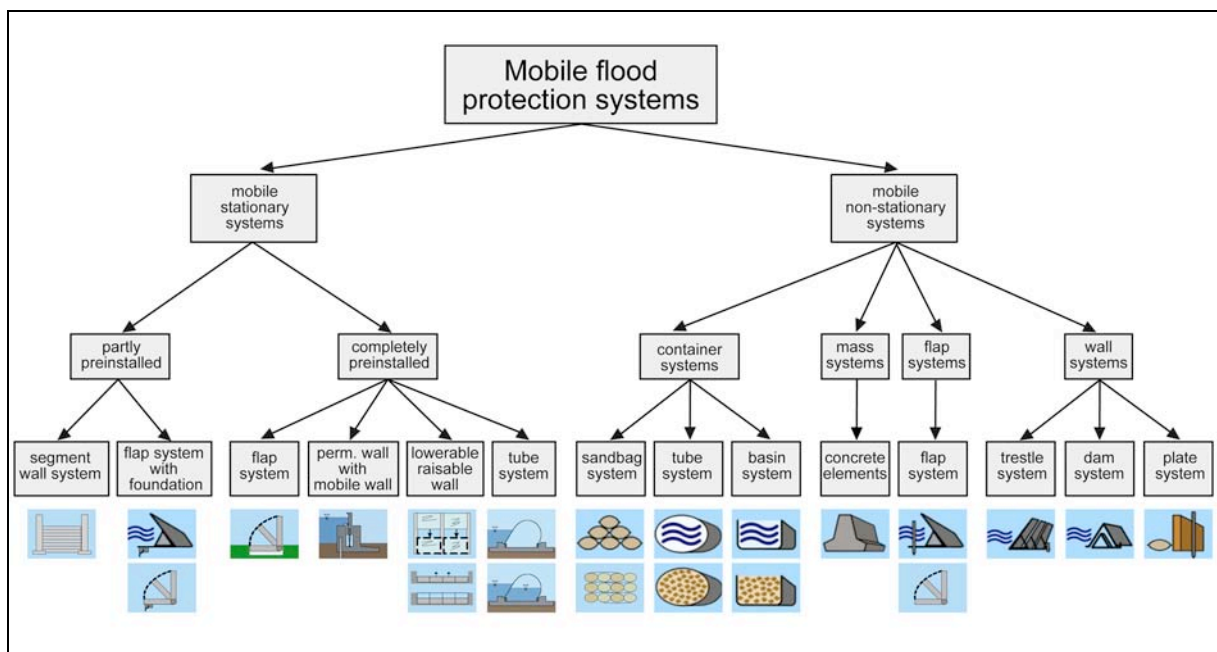 Mobile flood
protection systems
mobile
stationary
systems
mobile
non-stationary
systems
partly
preinstalled
completely
preinstalled
container
systems
mass
systems
flap
systems
wall
systems
segment
wall system
flap system
with
foundation
flap
system
perm. wall
with
mobile wall
lowerable
raisable
wall
tube
system
sandbag
system
tube
system
basin
system
concrete
elements
flap
system
trestle
system
dam
system
plate
system